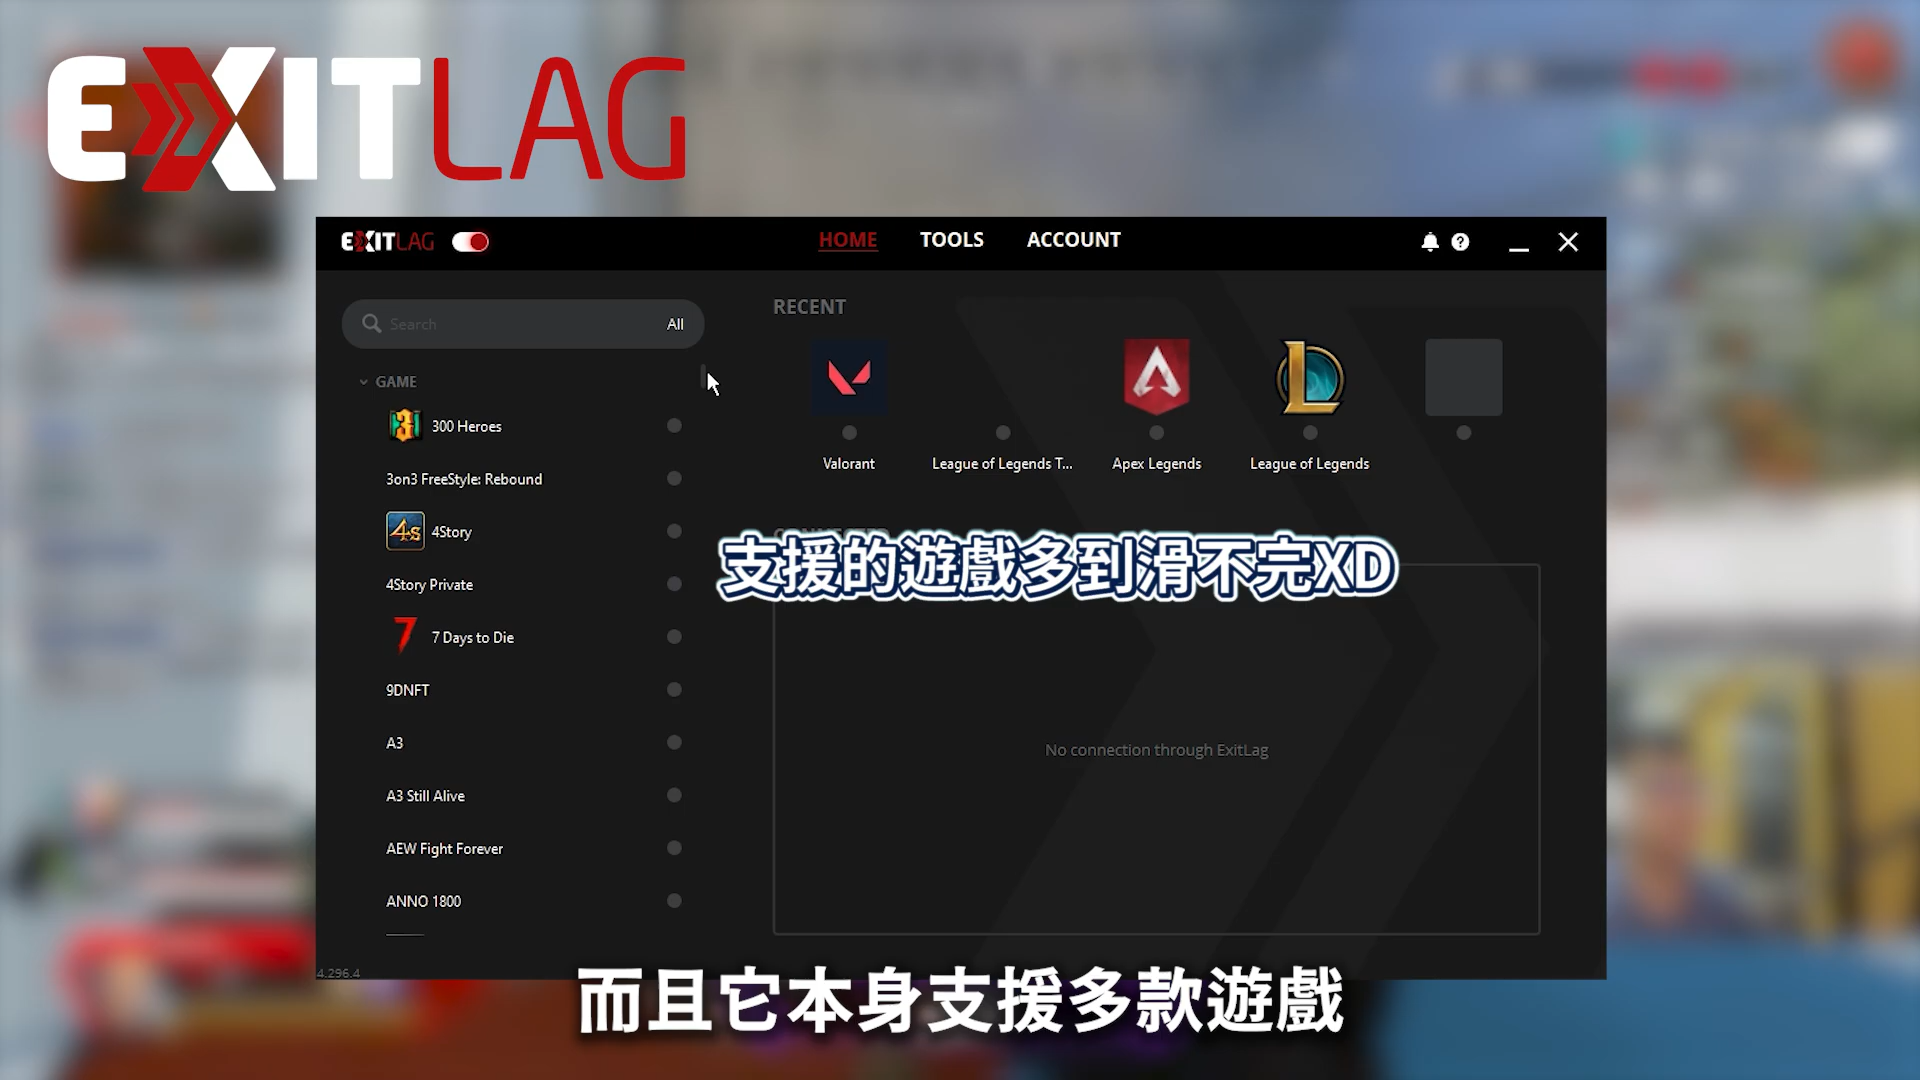 EXITLAG
EXITLAG
HOME
TOOLS
ACCOUNT
Search
All
RECENT
GAME
300 Heroes
3on3 FreeStyle: Rebound
4Story
4Story Private
7 Days to Die
9DNFT
A3
A3 Still Alive
AEW Fight Forever
ANNO 1800
Valorant
League of Legends T...
Apex Legends
League of Legends
支援的遊戲多到滑不完XD
No connection through ExitLag
4.296.4
而且它本身支援多款遊戲